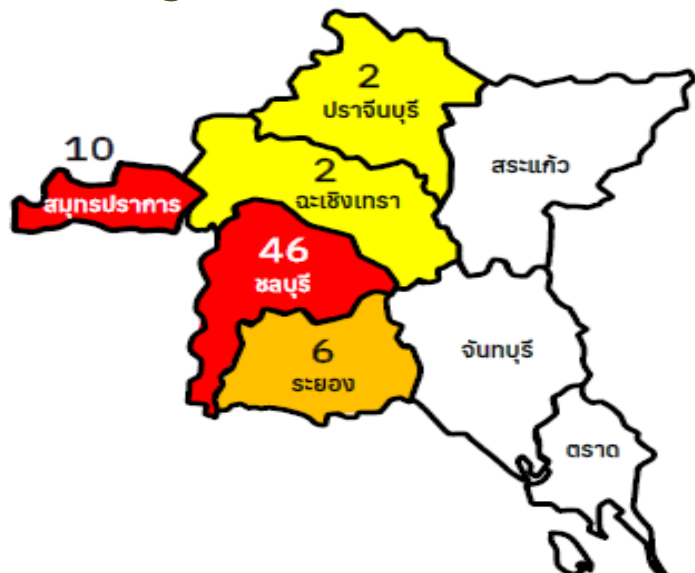 2
ปราจีนบุรี
10
สมุทรปราการ
2
ฉะเชิงเทรา
สระแก้ว
46
ชลบุรี
6
ระยอง
จันทบุรี
ตราด